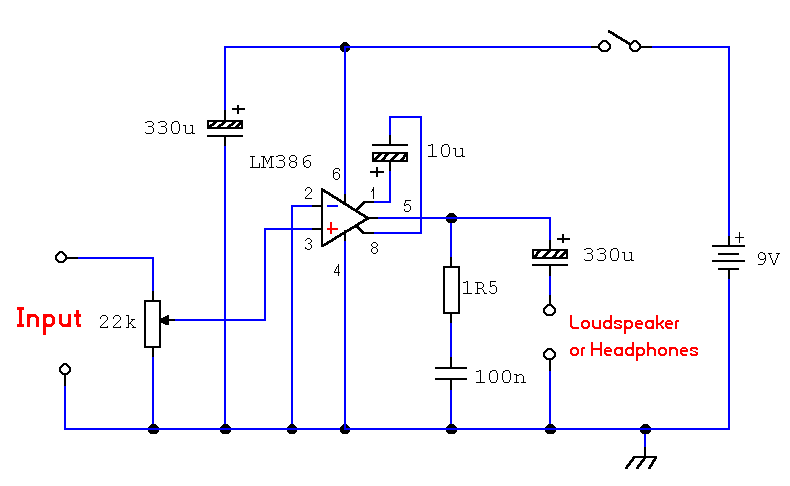 330u
+
LM386
6
10u
+
1
2
−
5
3
+
8
4
330u
+
+
9V
Input
22k
1R5
Loudspeaker
or Headphones
100n